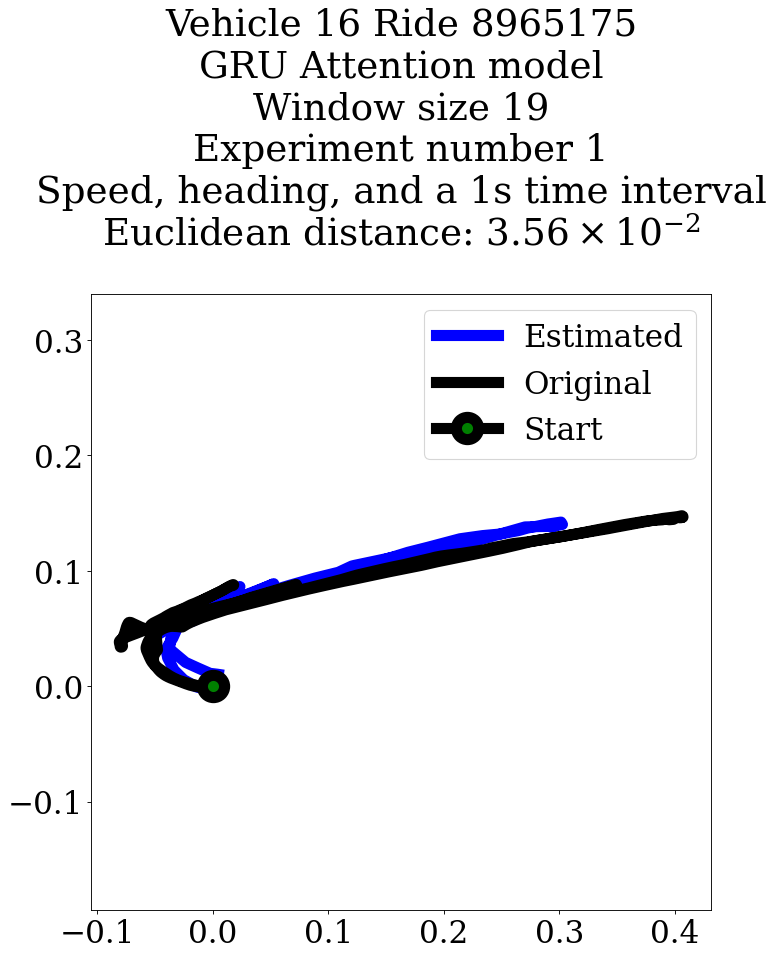 Vehicle 16 Ride 8965175
GRU Attention model
Window size 19
Experiment number 1
Speed, heading, and a 1s time interval
Euclidean distance: 3.56 × 10⁻²
Estimated
Original
Start
0.3
0.2
0.1
0.0
−0.1
−0.1 0.0 0.1 0.2 0.3 0.4